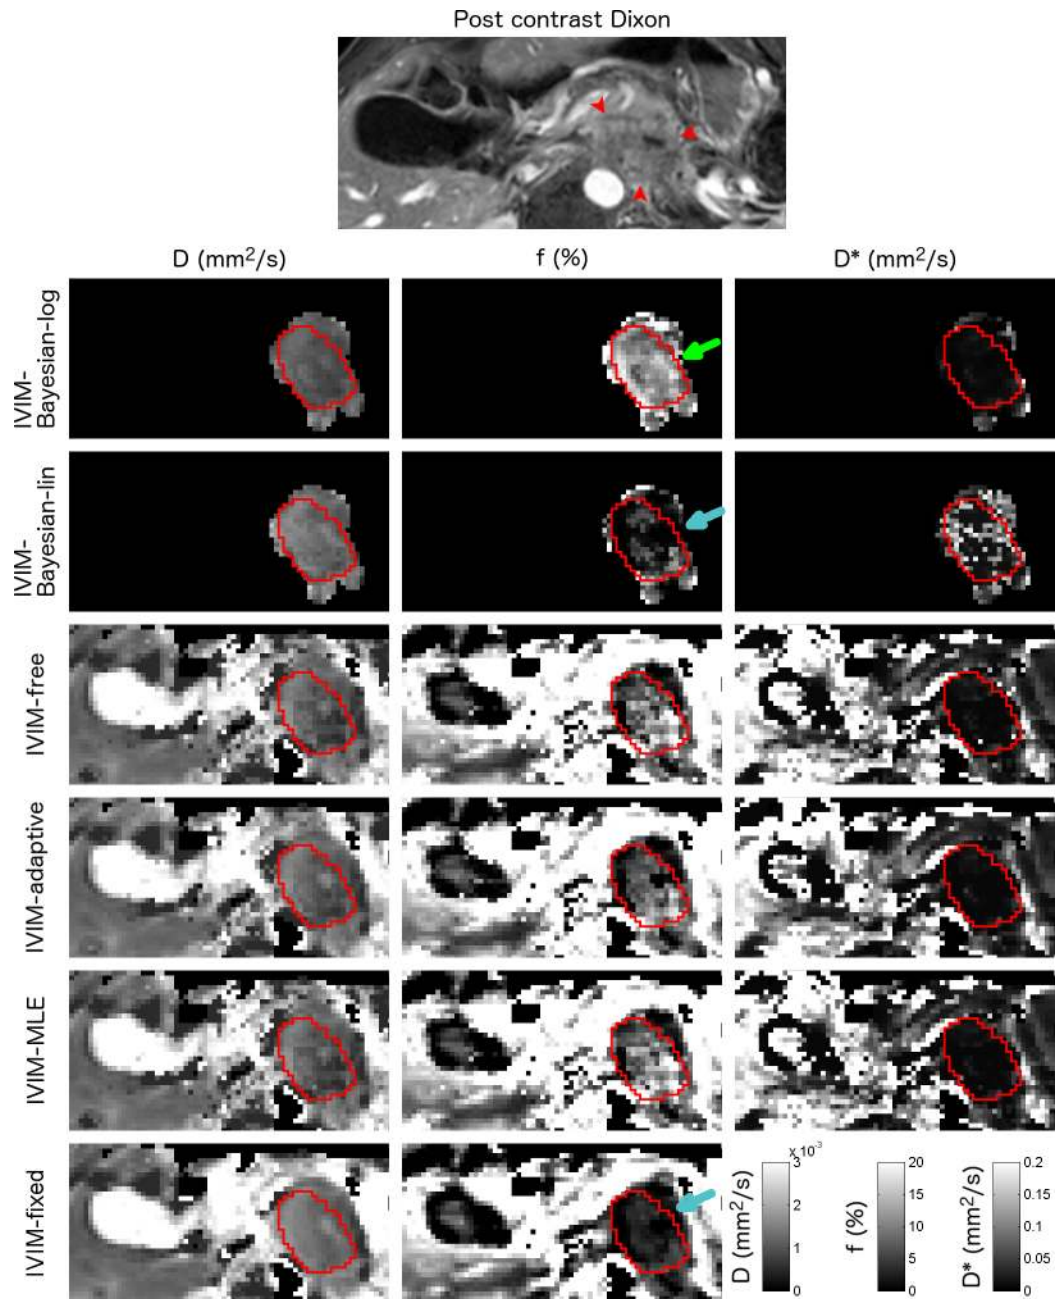 Post contrast Dixon
D (mm²/s)
f (%)
D* (mm²/s)
IVIM-
Bayesian-log
IVIM-
Bayesian-lin
IVIM-free
IVIM-adaptive
IVIM-MLE
IVIM-fixed
D (mm²/s)
x 10⁻³
3
2
1
0
f (%)
20
15
10
5
0
D* (mm²/s)
0.2
0.15
0.1
0.05
0